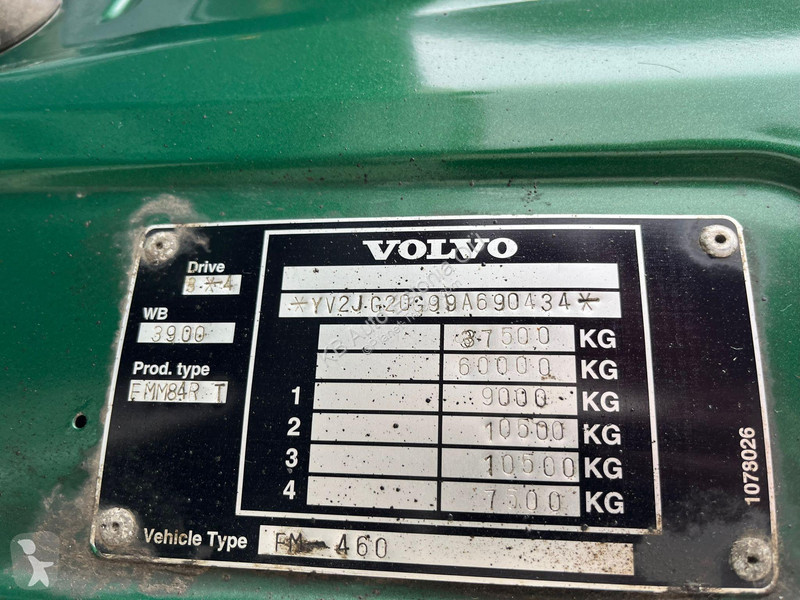 VOLVO
Drive
8*4
*YV2JG20G99A690434*
WB
3900
37500 KG
60000 KG
Prod. type
FMM84R T
1 9000 KG
2 10500 KG
3 10500 KG
4 7500 KG
1078026
Vehicle Type
FM-460